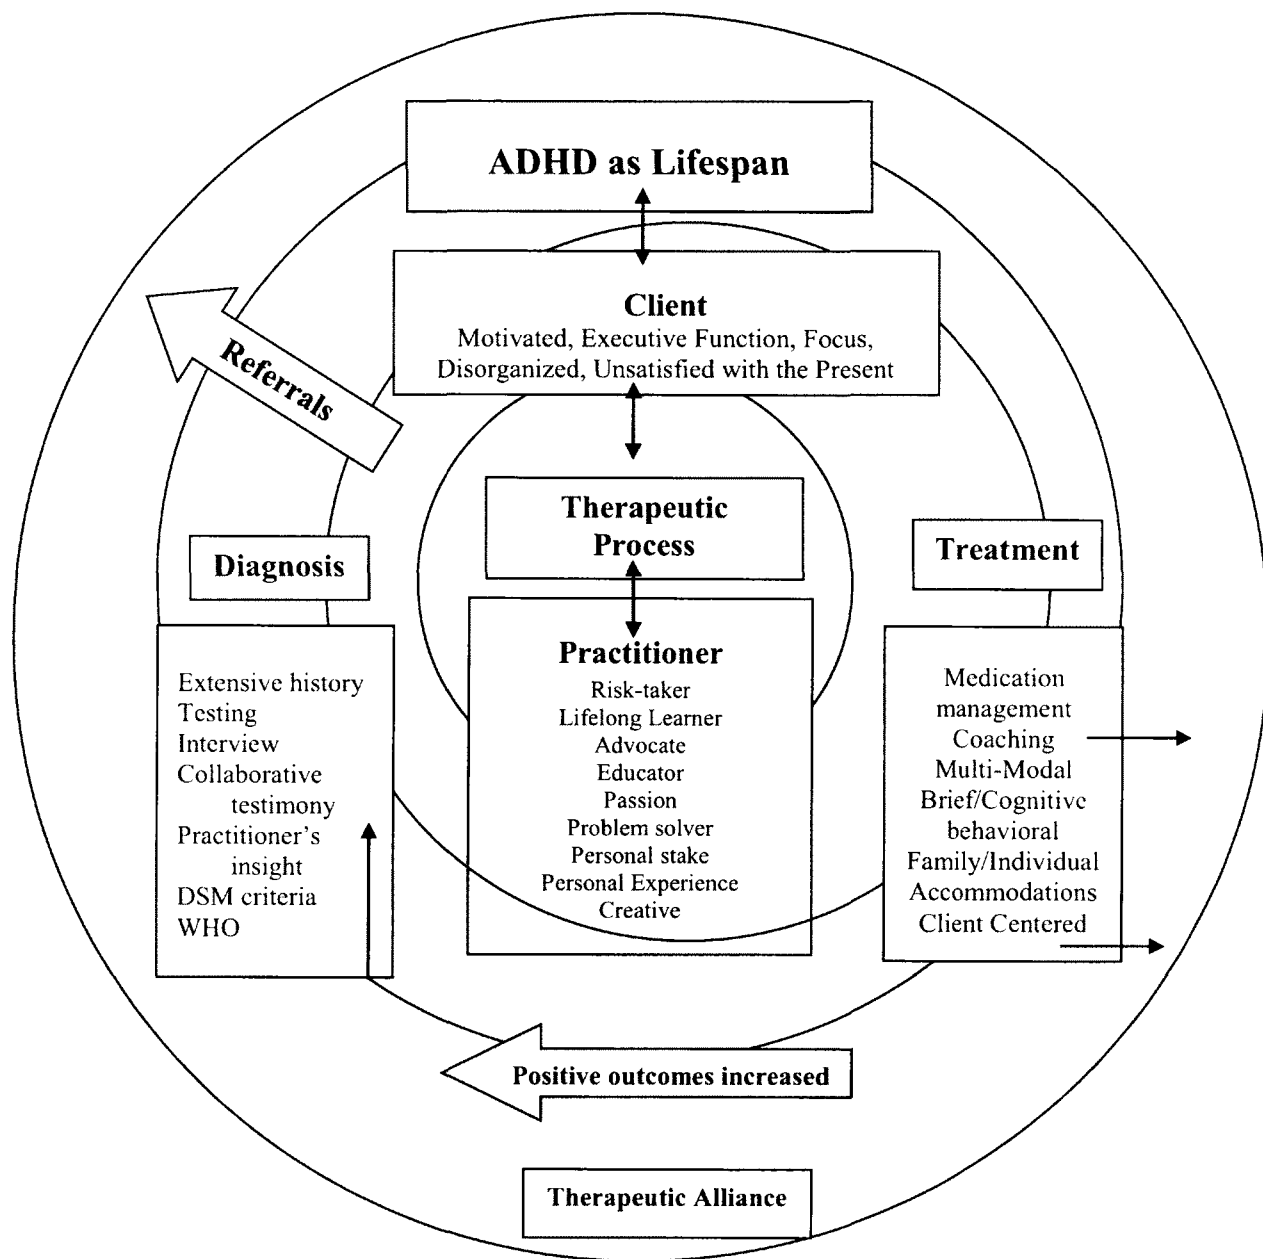 ADHD as Lifespan
Client
Motivated, Executive Function, Focus,
Disorganized, Unsatisfied with the Present
Referrals
Therapeutic
Process
Diagnosis
Treatment
Extensive history
Testing
Interview
Collaborative
testimony
Practitioner's
insight
DSM criteria
WHO
Practitioner
Risk-taker
Lifelong Learner
Advocate
Educator
Passion
Problem solver
Personal stake
Personal Experience
Creative
Medication
management
Coaching
Multi-Modal
Brief/Cognitive
behavioral
Family/Individual
Accommodations
Client Centered
Positive outcomes increased
Therapeutic Alliance